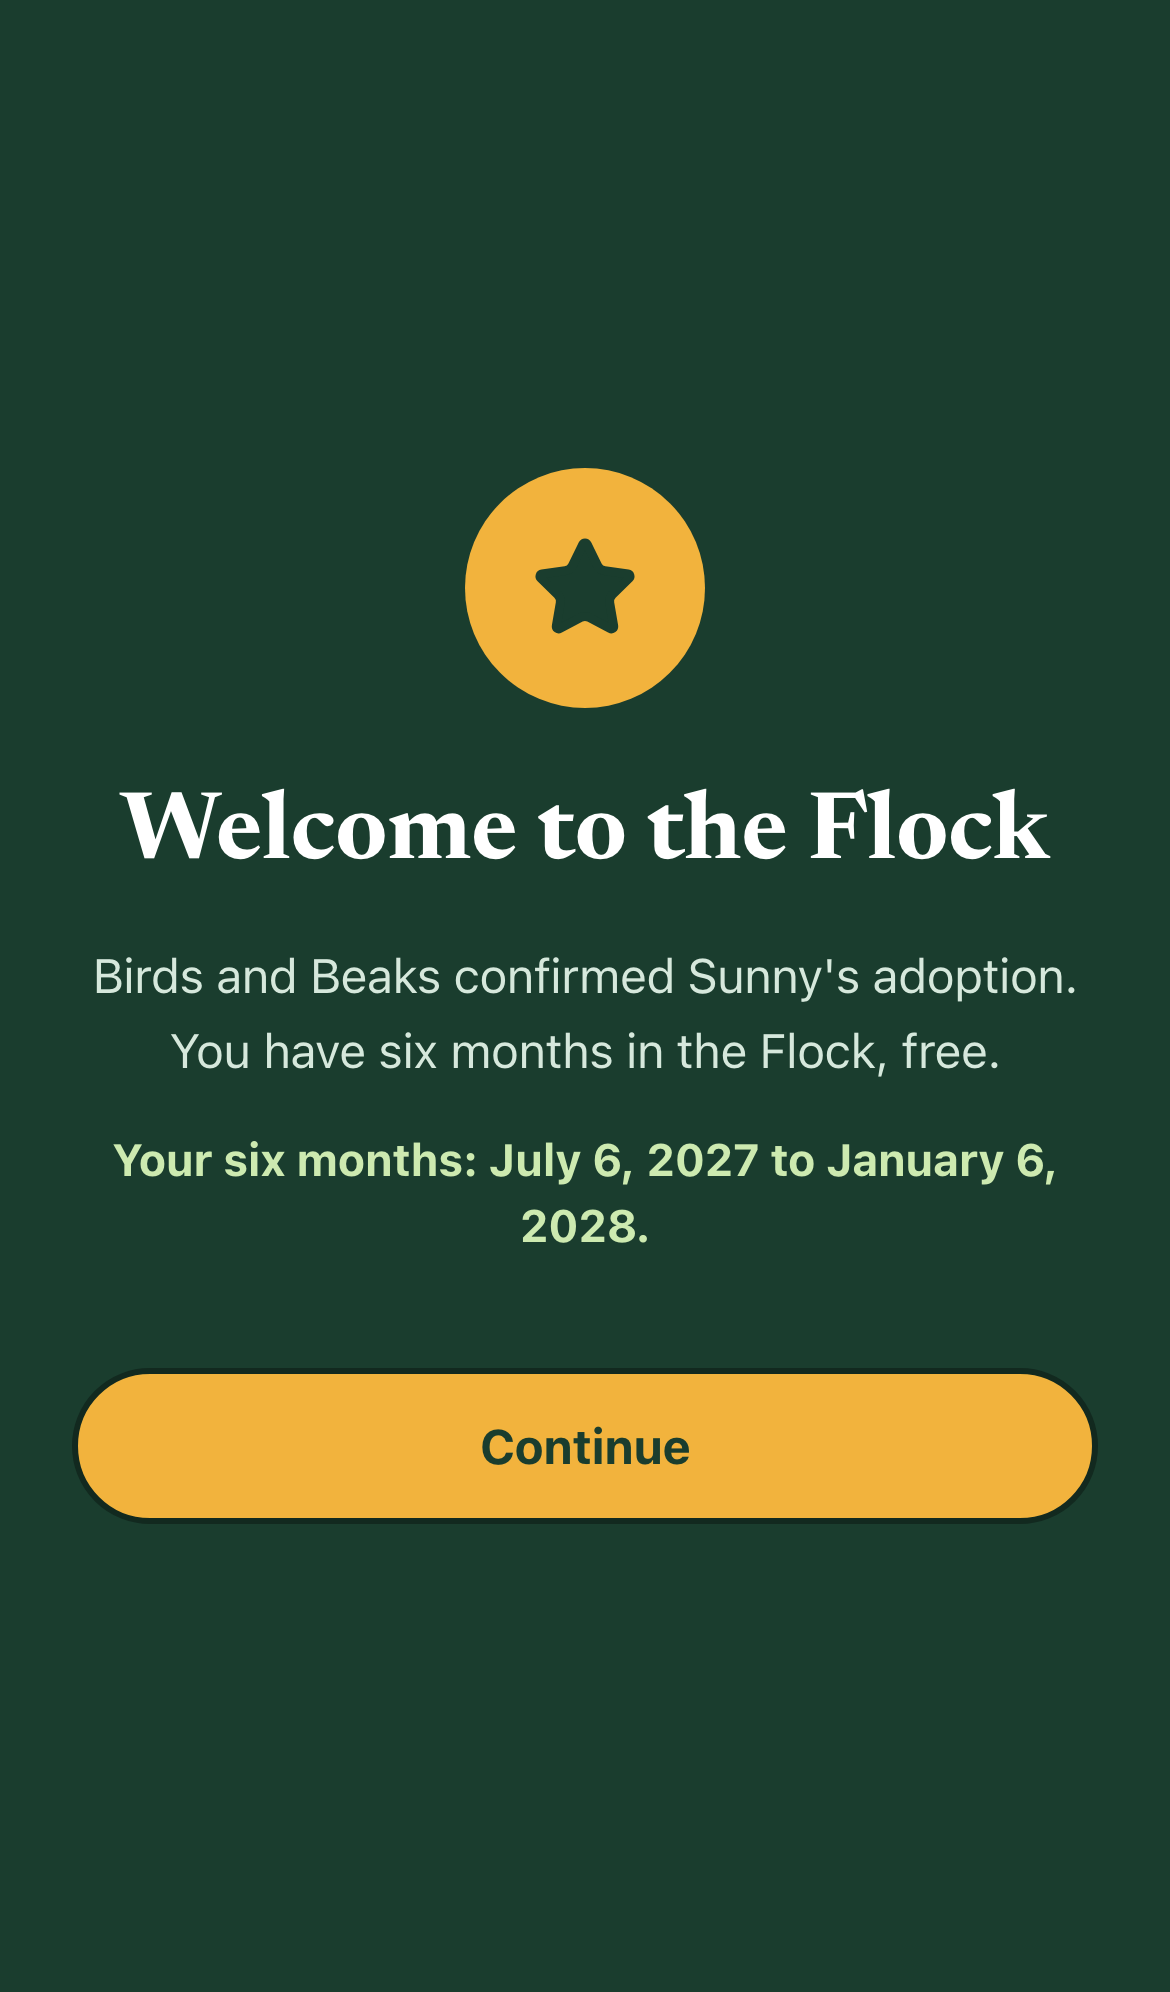 Welcome to the Flock
Birds and Beaks confirmed Sunny's adoption.
You have six months in the Flock, free.
Your six months: July 6, 2027 to January 6,
2028.
Continue